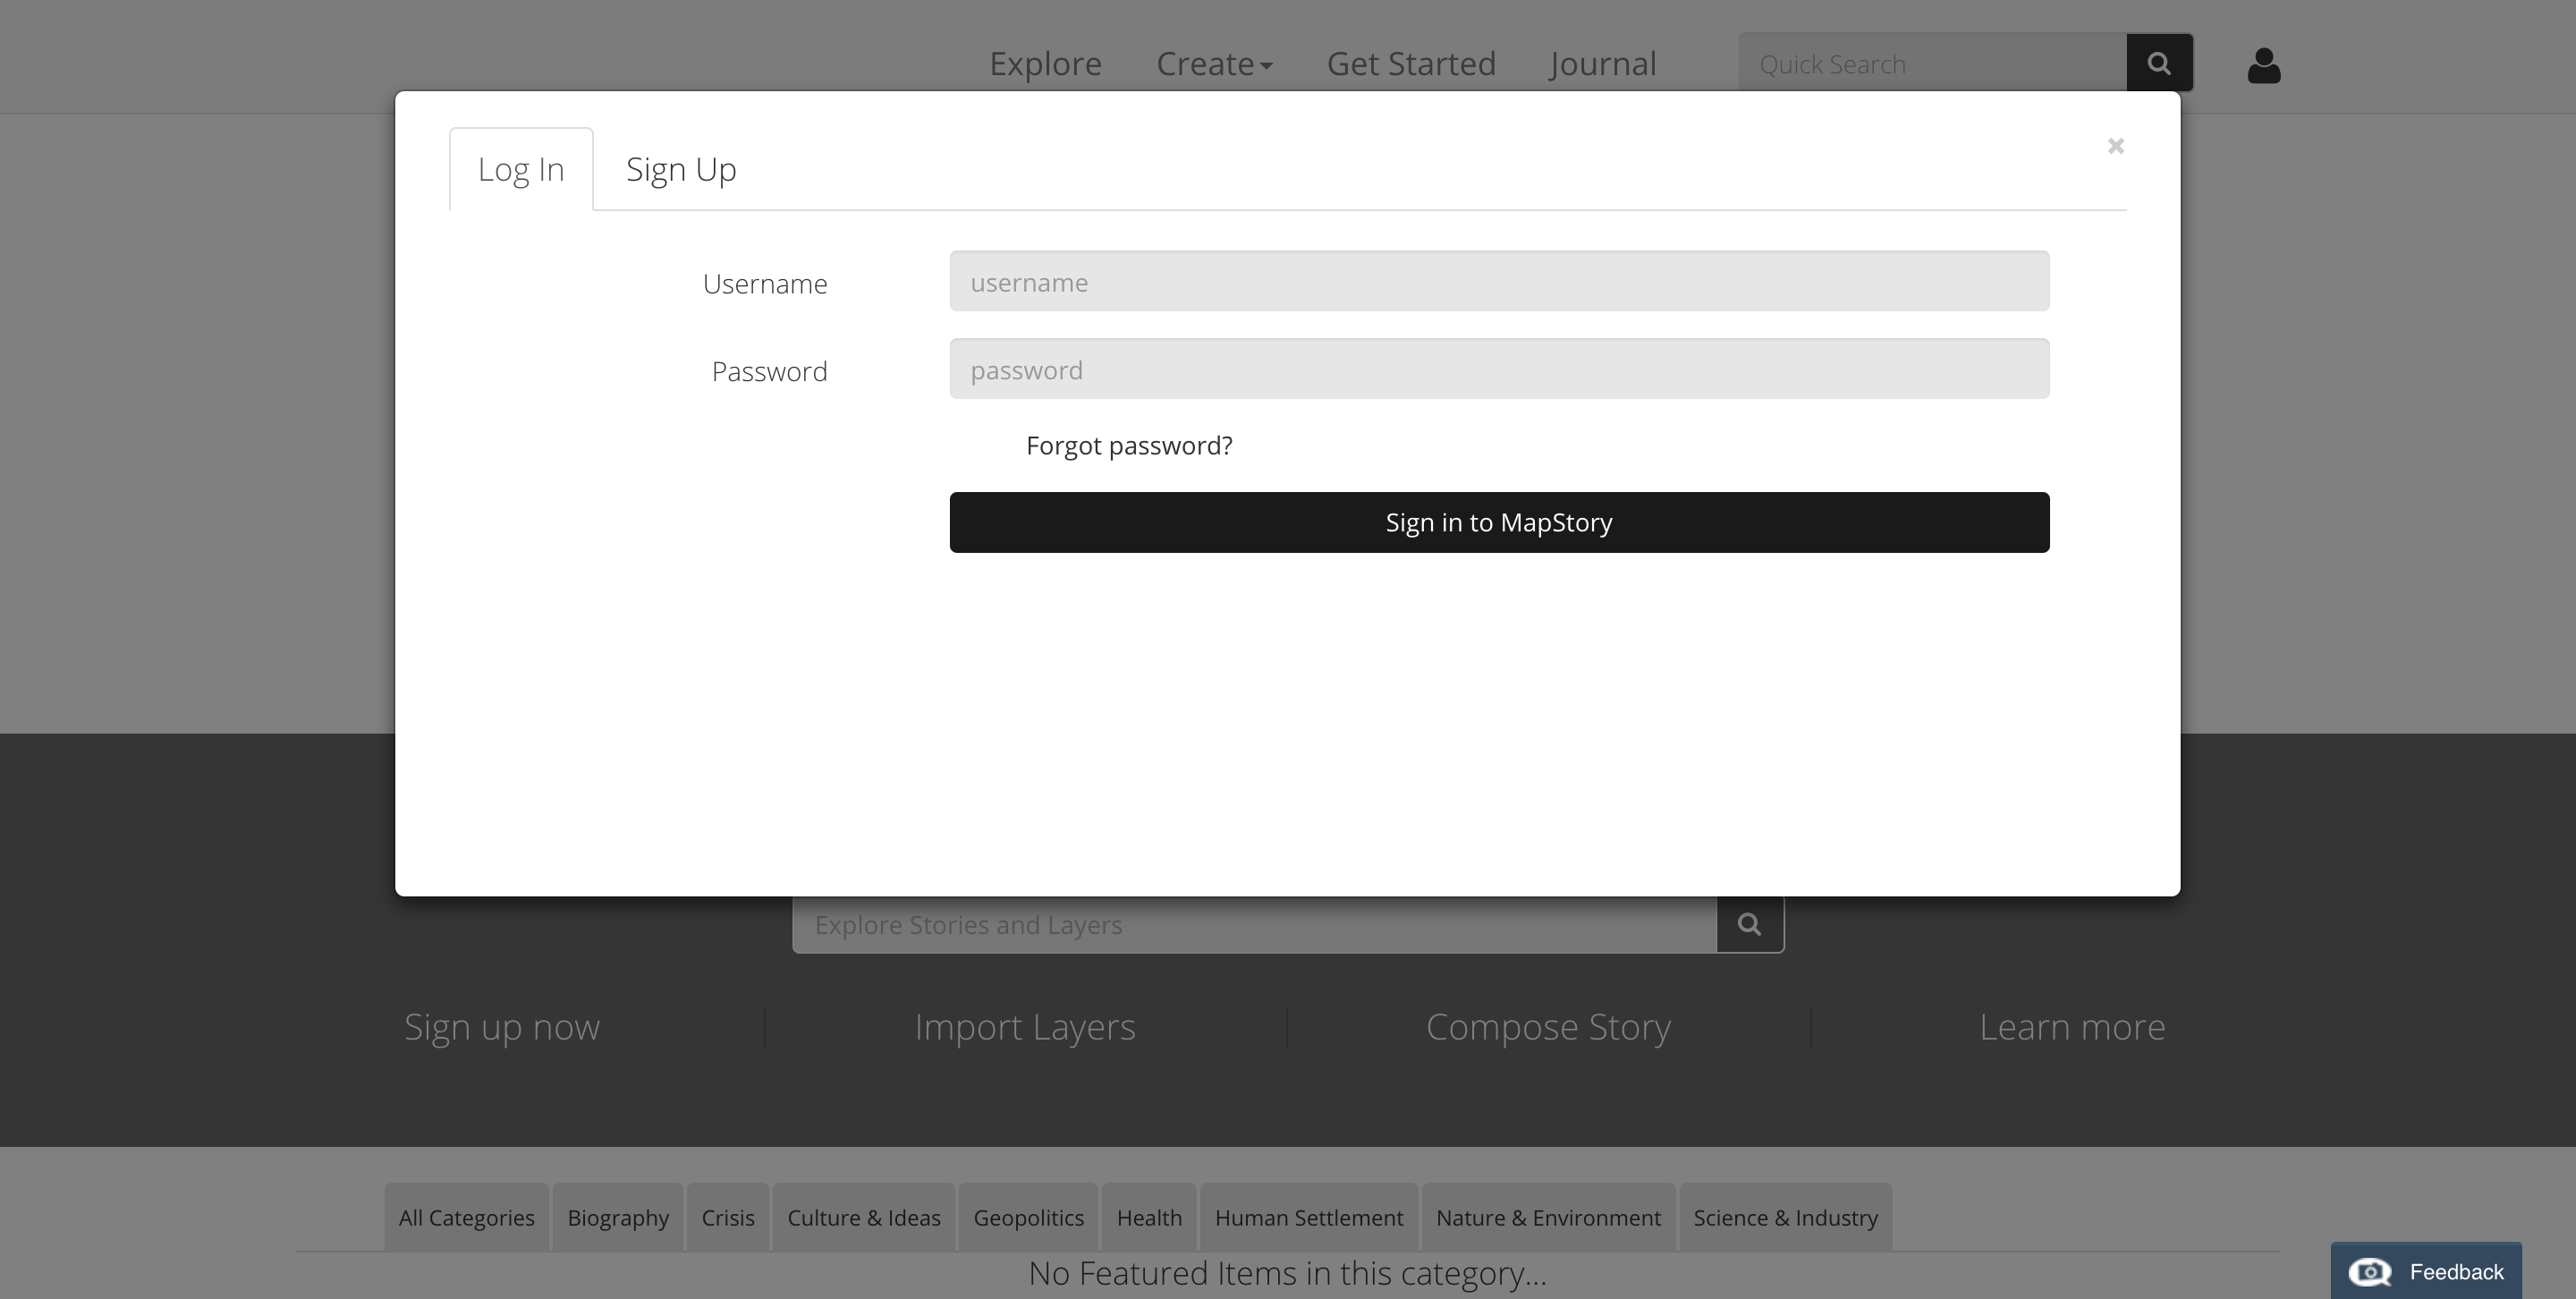 Explore Create Get Started Journal Quick Search
Log In Sign Up
Username username
Password password
Forgot password?
Sign in to MapStory
Explore Stories and Layers
Sign up now Import Layers Compose Story Learn more
All Categories Biography Crisis Culture & Ideas Geopolitics Health Human Settlement Nature & Environment Science & Industry
No Featured Items in this category...
Feedback